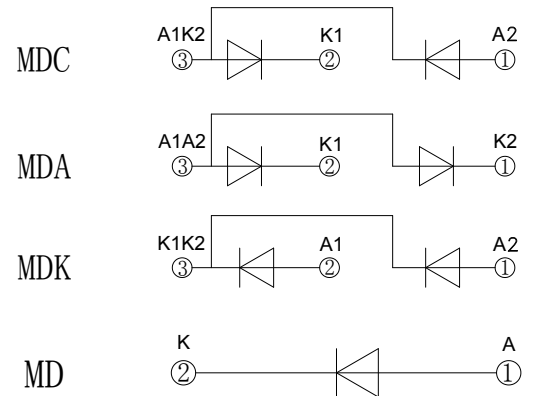 A1K2 K1 A2
MDC ③ ② ①
A1A2 K1 K2
MDA ③ ② ①
K1K2 A1 A2
MDK ③ ② ①
K A
MD ② ①